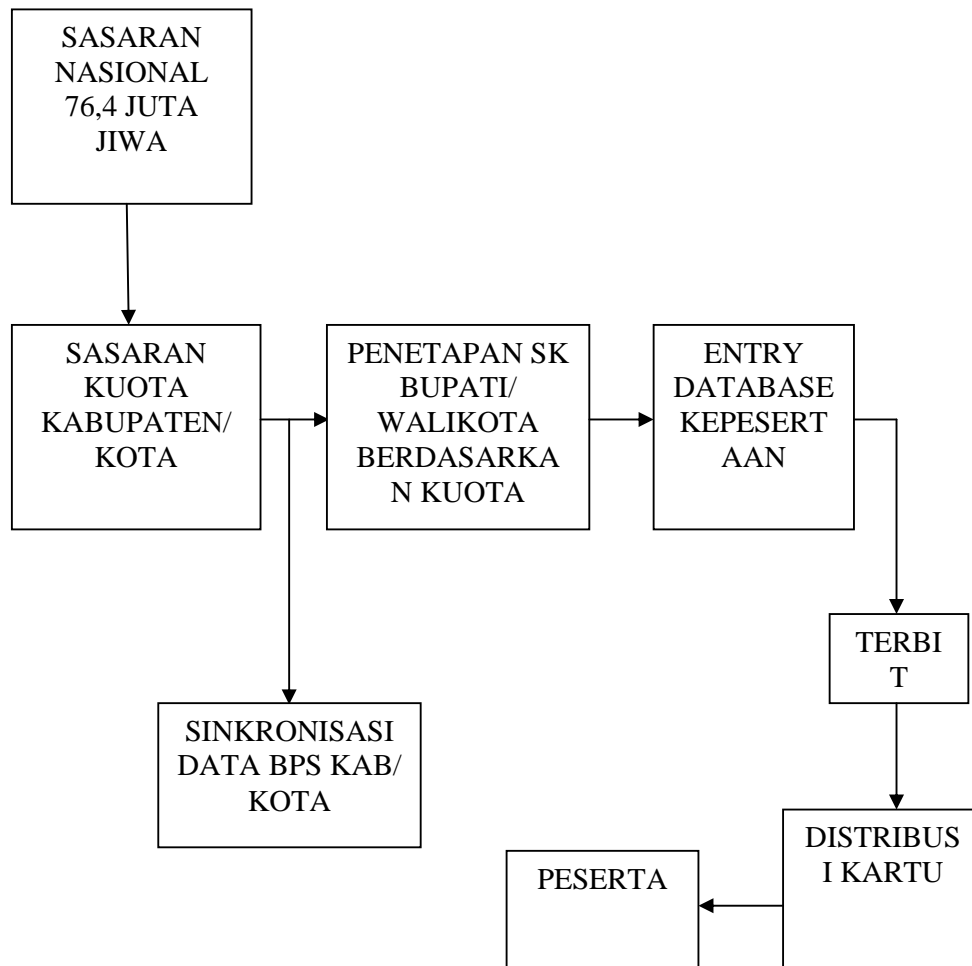 SASARAN
NASIONAL
76,4 JUTA
JIWA
SASARAN
KUOTA
KABUPATEN/
KOTA
PENETAPAN SK
BUPATI/
WALIKOTA
BERDASARKA
N KUOTA
ENTRY
DATABASE
KEPESERT
AAN
TERBI
T
SINKRONISASI
DATA BPS KAB/
KOTA
DISTRIBUS
I KARTU
PESERTA